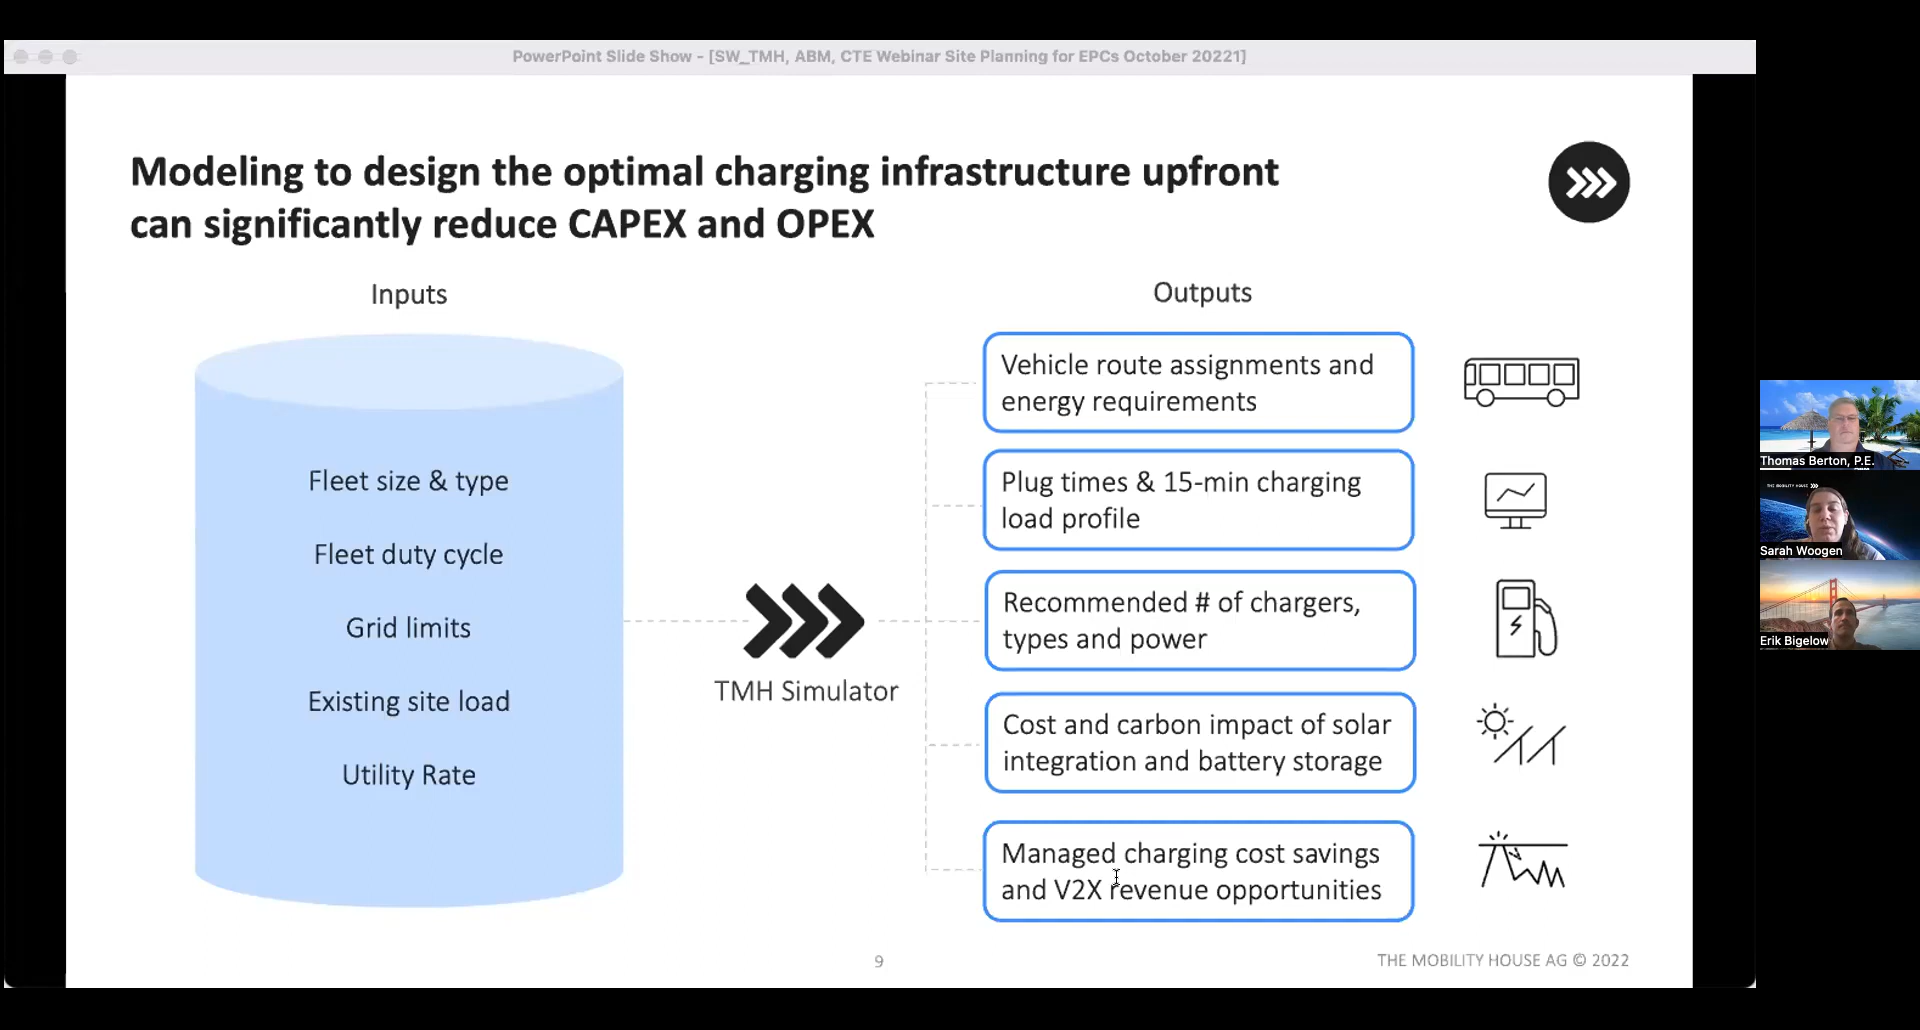 PowerPoint Slide Show - [SW_TMH, ABM, CTE Webinar Site Planning for EPCs October 20221]
Modeling to design the optimal charging infrastructure upfront
can significantly reduce CAPEX and OPEX
Inputs
Fleet size & type
Fleet duty cycle
Grid limits
Existing site load
Utility Rate
TMH Simulator
Outputs
Vehicle route assignments and
energy requirements
Plug times & 15-min charging
load profile
Recommended # of chargers,
types and power
Cost and carbon impact of solar
integration and battery storage
Managed charging cost savings
and V2X revenue opportunities
9
THE MOBILITY HOUSE AG © 2022
Thomas Berton, P.E.
THE MOBILITY HOUSE
Sarah Woogen
Erik Bigelow